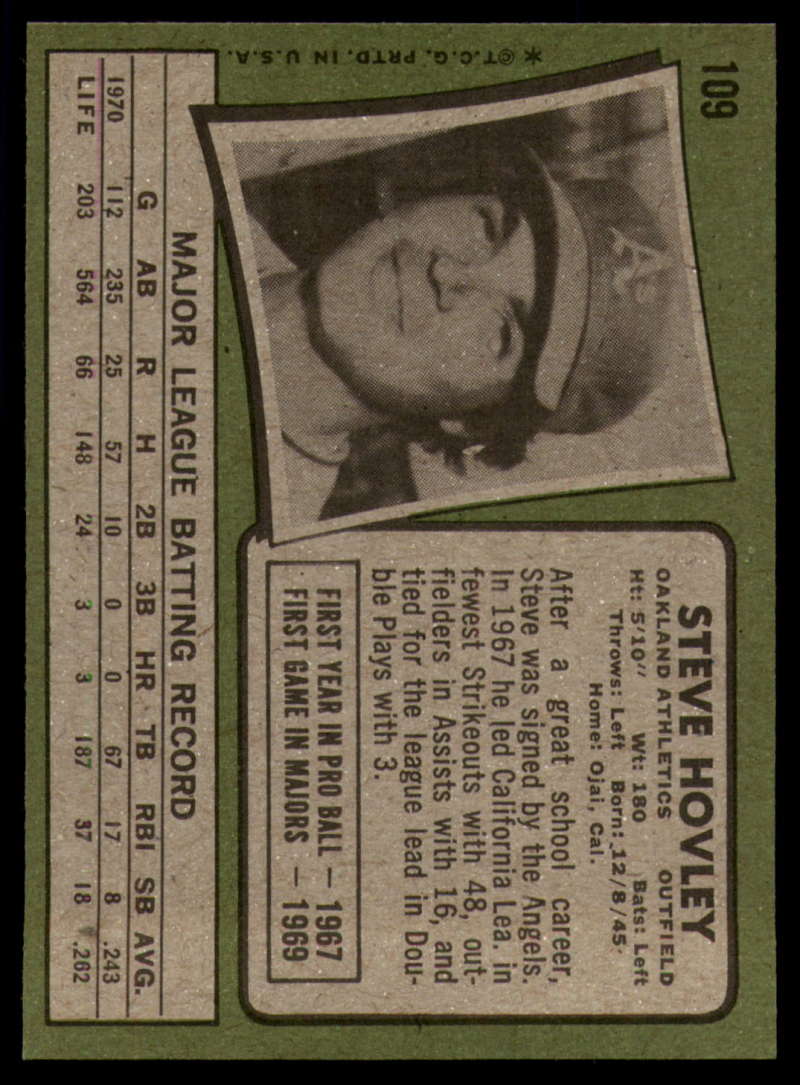 109
*©T.C.G. PRTD. IN U.S.A.
A's
STEVE HOVLEY
OAKLAND ATHLETICS OUTFIELD
Ht: 5'10" Wt: 180 Bats: Left
Throws: Left Born: 12/8/45
Home: Ojai, Cal.
After a great school career,
Steve was signed by the Angels.
In 1967 he led California Lea. in
fewest Strikeouts with 48, out-
fielders in Assists with 16, and
tied for the league lead in Dou-
ble Plays with 3.
FIRST YEAR IN PRO BALL — 1967
FIRST GAME IN MAJORS — 1969
MAJOR LEAGUE BATTING RECORD
G AB R H 2B 3B HR TB RBI SB AVG.
1970 112 235 25 57 10 0 0 67 17 8 .243
LIFE 203 564 66 148 24 3 3 187 37 18 .262